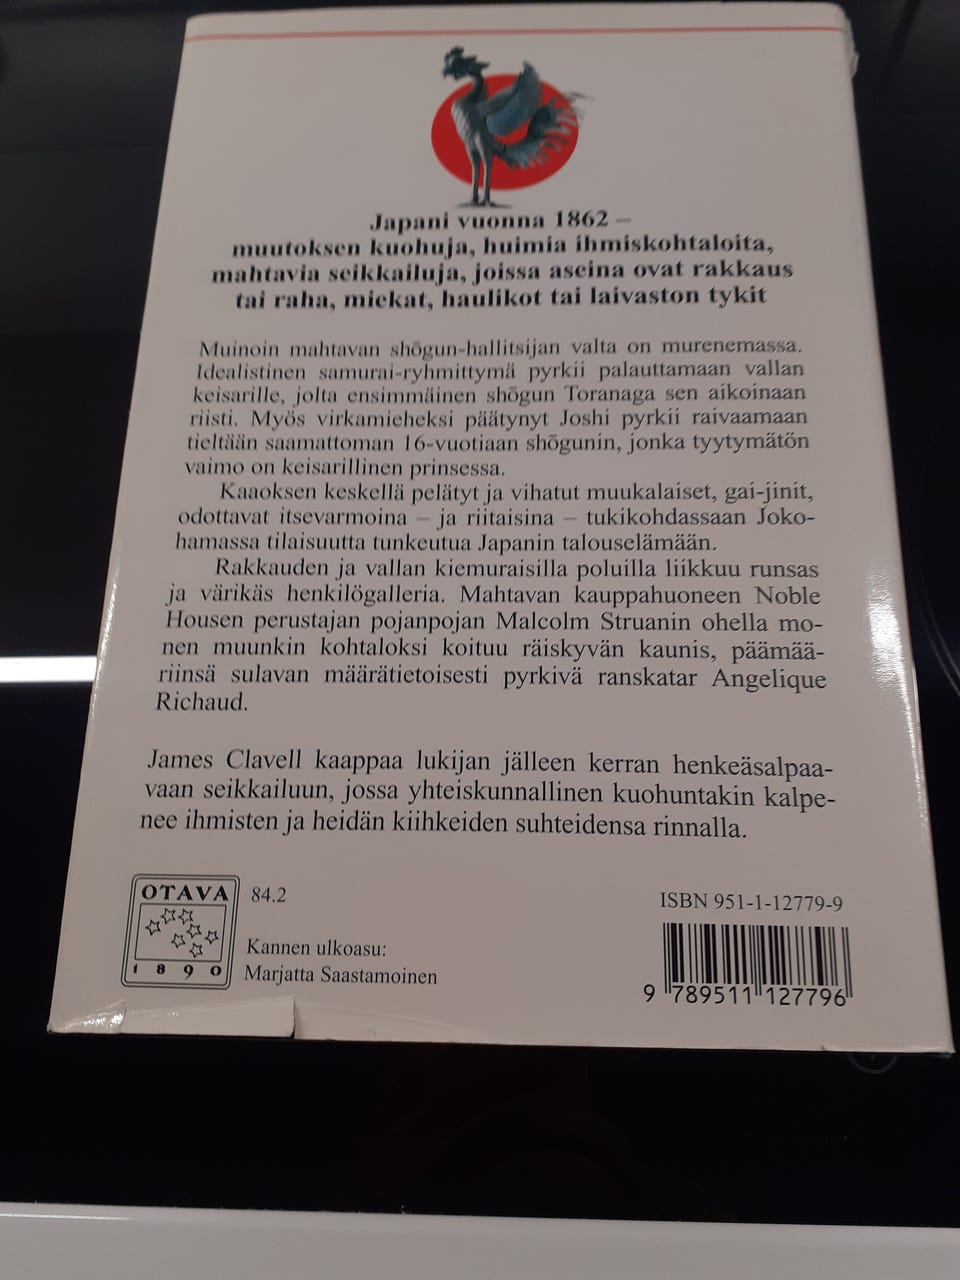 Japani vuonna 1862 –
muutoksen kuohuja, huimia ihmiskohtaloita,
mahtavia seikkailuja, joissa aseina ovat rakkaus
tai raha, miekat, haulikot tai laivaston tykit
Muinoin mahtavan shōgun-hallitsijan valta on murenemassa.
Idealistinen samurai-ryhmittymä pyrkii palauttamaan vallan
keisarille, jolta ensimmäinen shōgun Toranaga sen aikoinaan
riisti. Myös virkamieheksi päätynyt Joshi pyrkii raivaamaan
tieltään saamattoman 16-vuotiaan shōgunin, jonka tyytymätön
vaimo on keisarillinen prinsessa.
Kaaoksen keskellä pelätyt ja vihatut muukalaiset, gai-jinit,
odottavat itsevarmoina – ja riitaisina – tukikohdassaan Joko-
hamassa tilaisuutta tunkeutua Japanin talouselämään.
Rakkauden ja vallan kiemuraisilla poluilla liikkuu runsas
ja värikäs henkilögalleria. Mahtavan kauppahuoneen Noble
Housen perustajan pojanpojan Malcolm Struanin ohella mo-
nen muunkin kohtaloksi koituu räiskyvän kaunis, päämää-
riinsä sulavan määrätietoisesti pyrkivä ranskatar Angelique
Richaud.
James Clavell kaappaa lukijan jälleen kerran henkeäsalpaa-
vaan seikkailuun, jossa yhteiskunnallinen kuohuntakin kalpe-
nee ihmisten ja heidän kiihkeiden suhteidensa rinnalla.
OTAVA
1890
84.2
Kannen ulkoasu:
Marjatta Saastamoinen
ISBN 951-1-12779-9
9 789511 127796